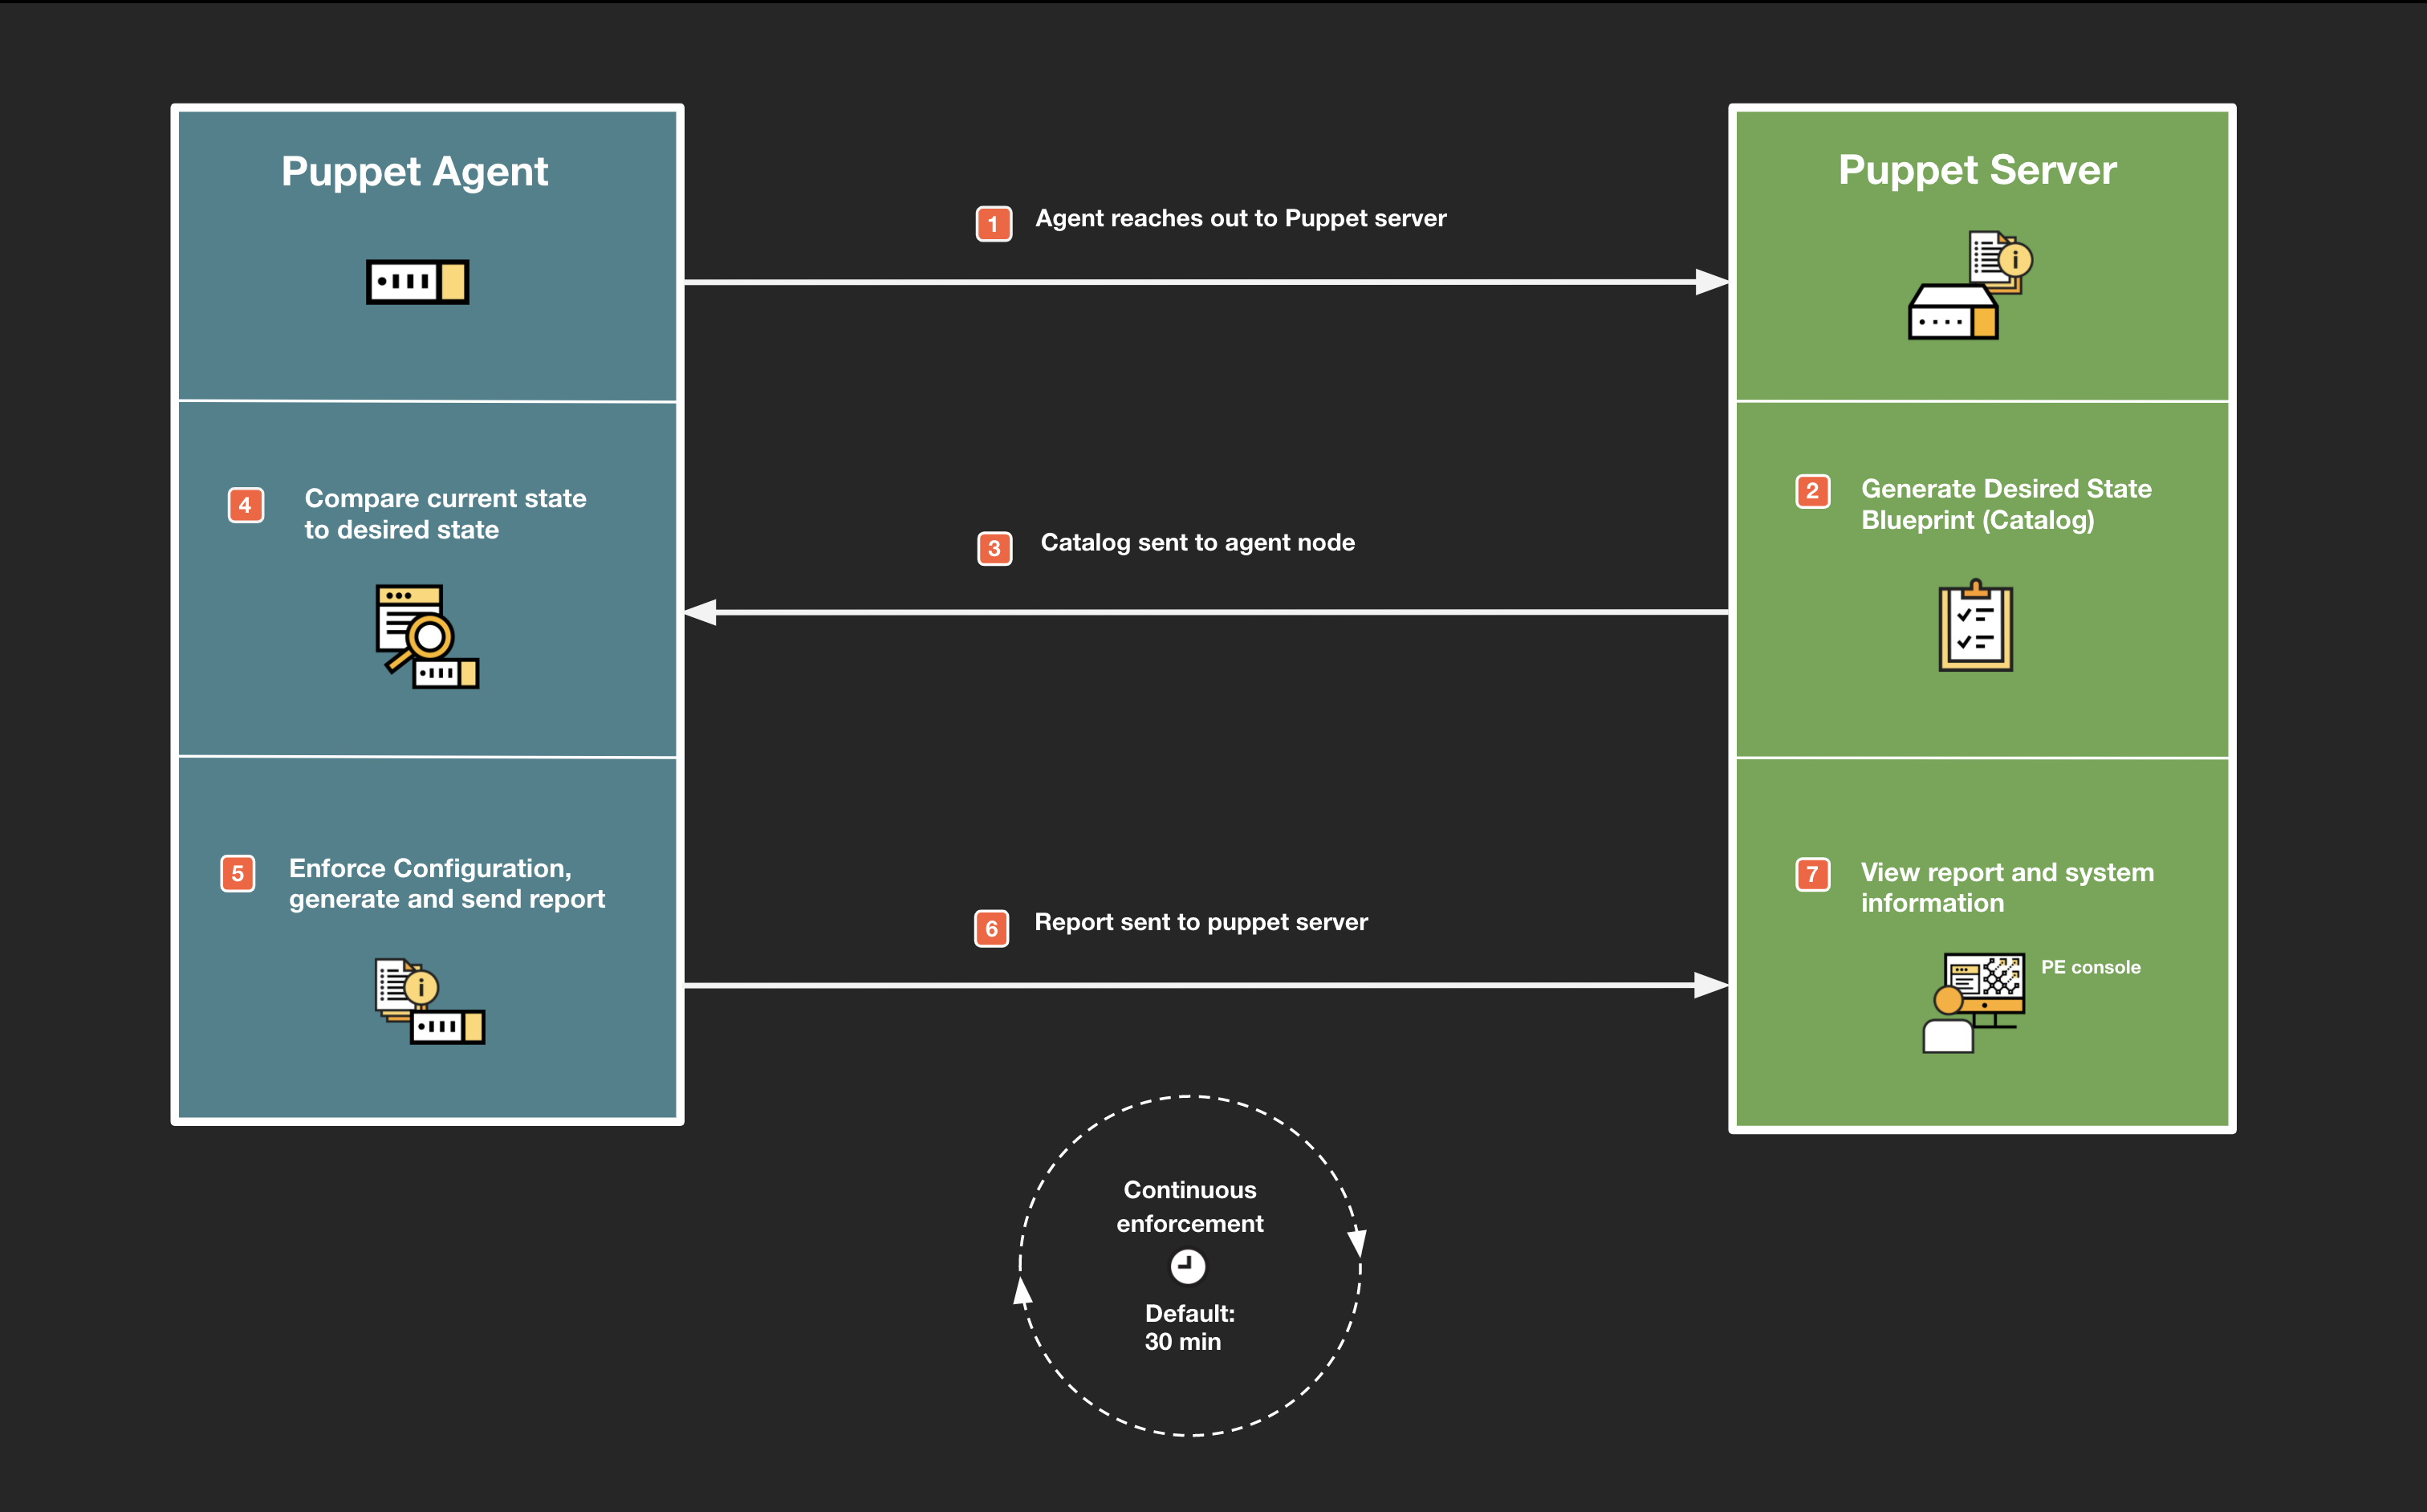 Puppet Agent
Puppet Server
1
Agent reaches out to Puppet server
2
Generate Desired State
Blueprint (Catalog)
3
Catalog sent to agent node
4
Compare current state
to desired state
5
Enforce Configuration,
generate and send report
6
Report sent to puppet server
7
View report and system
information
PE console
Continuous
enforcement
Default:
30 min